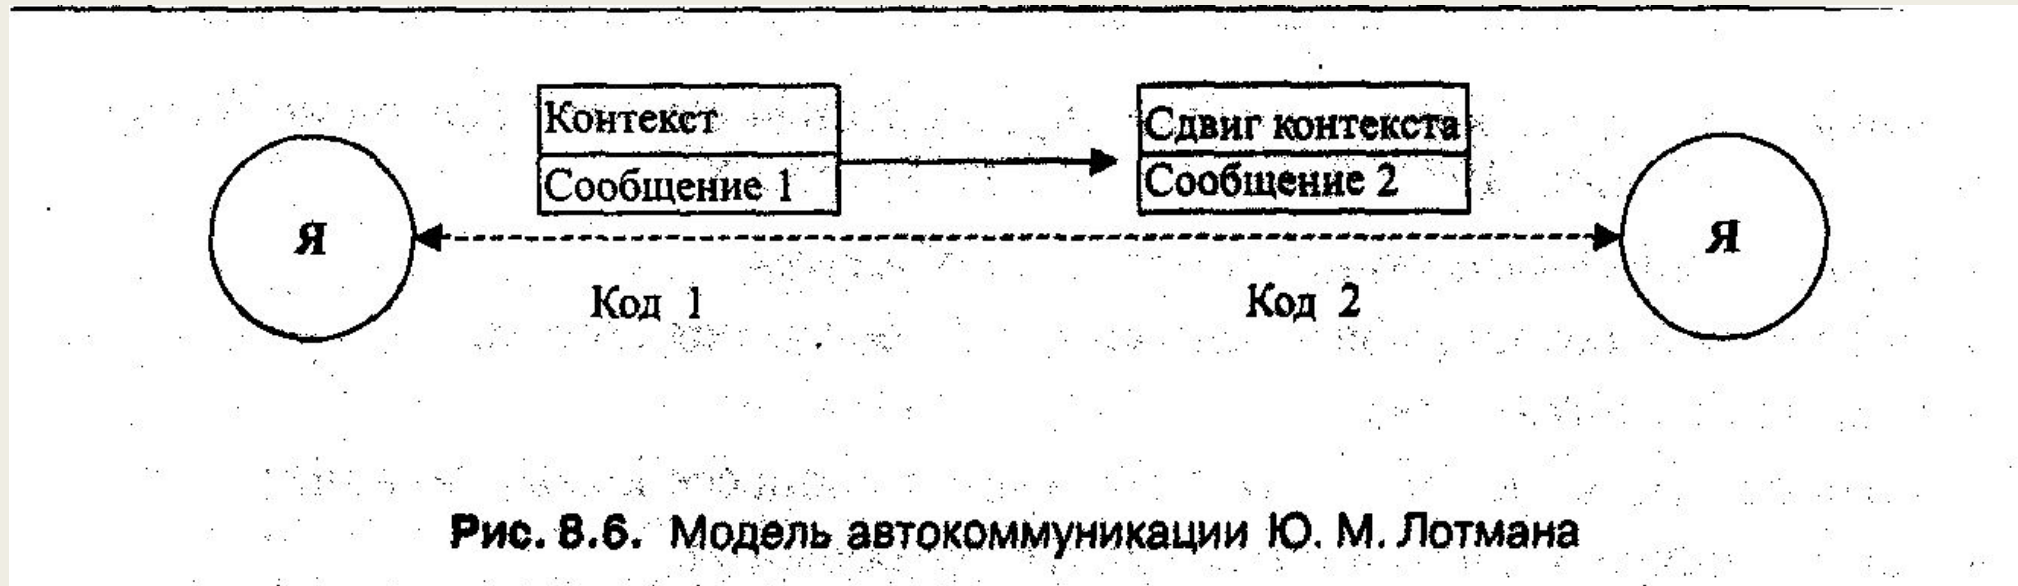 Контекст
Сообщение 1
Сдвиг контекста
Сообщение 2
Я
Я
Код 1
Код 2
Рис. 8.6. Модель автокоммуникации Ю. М. Лотмана